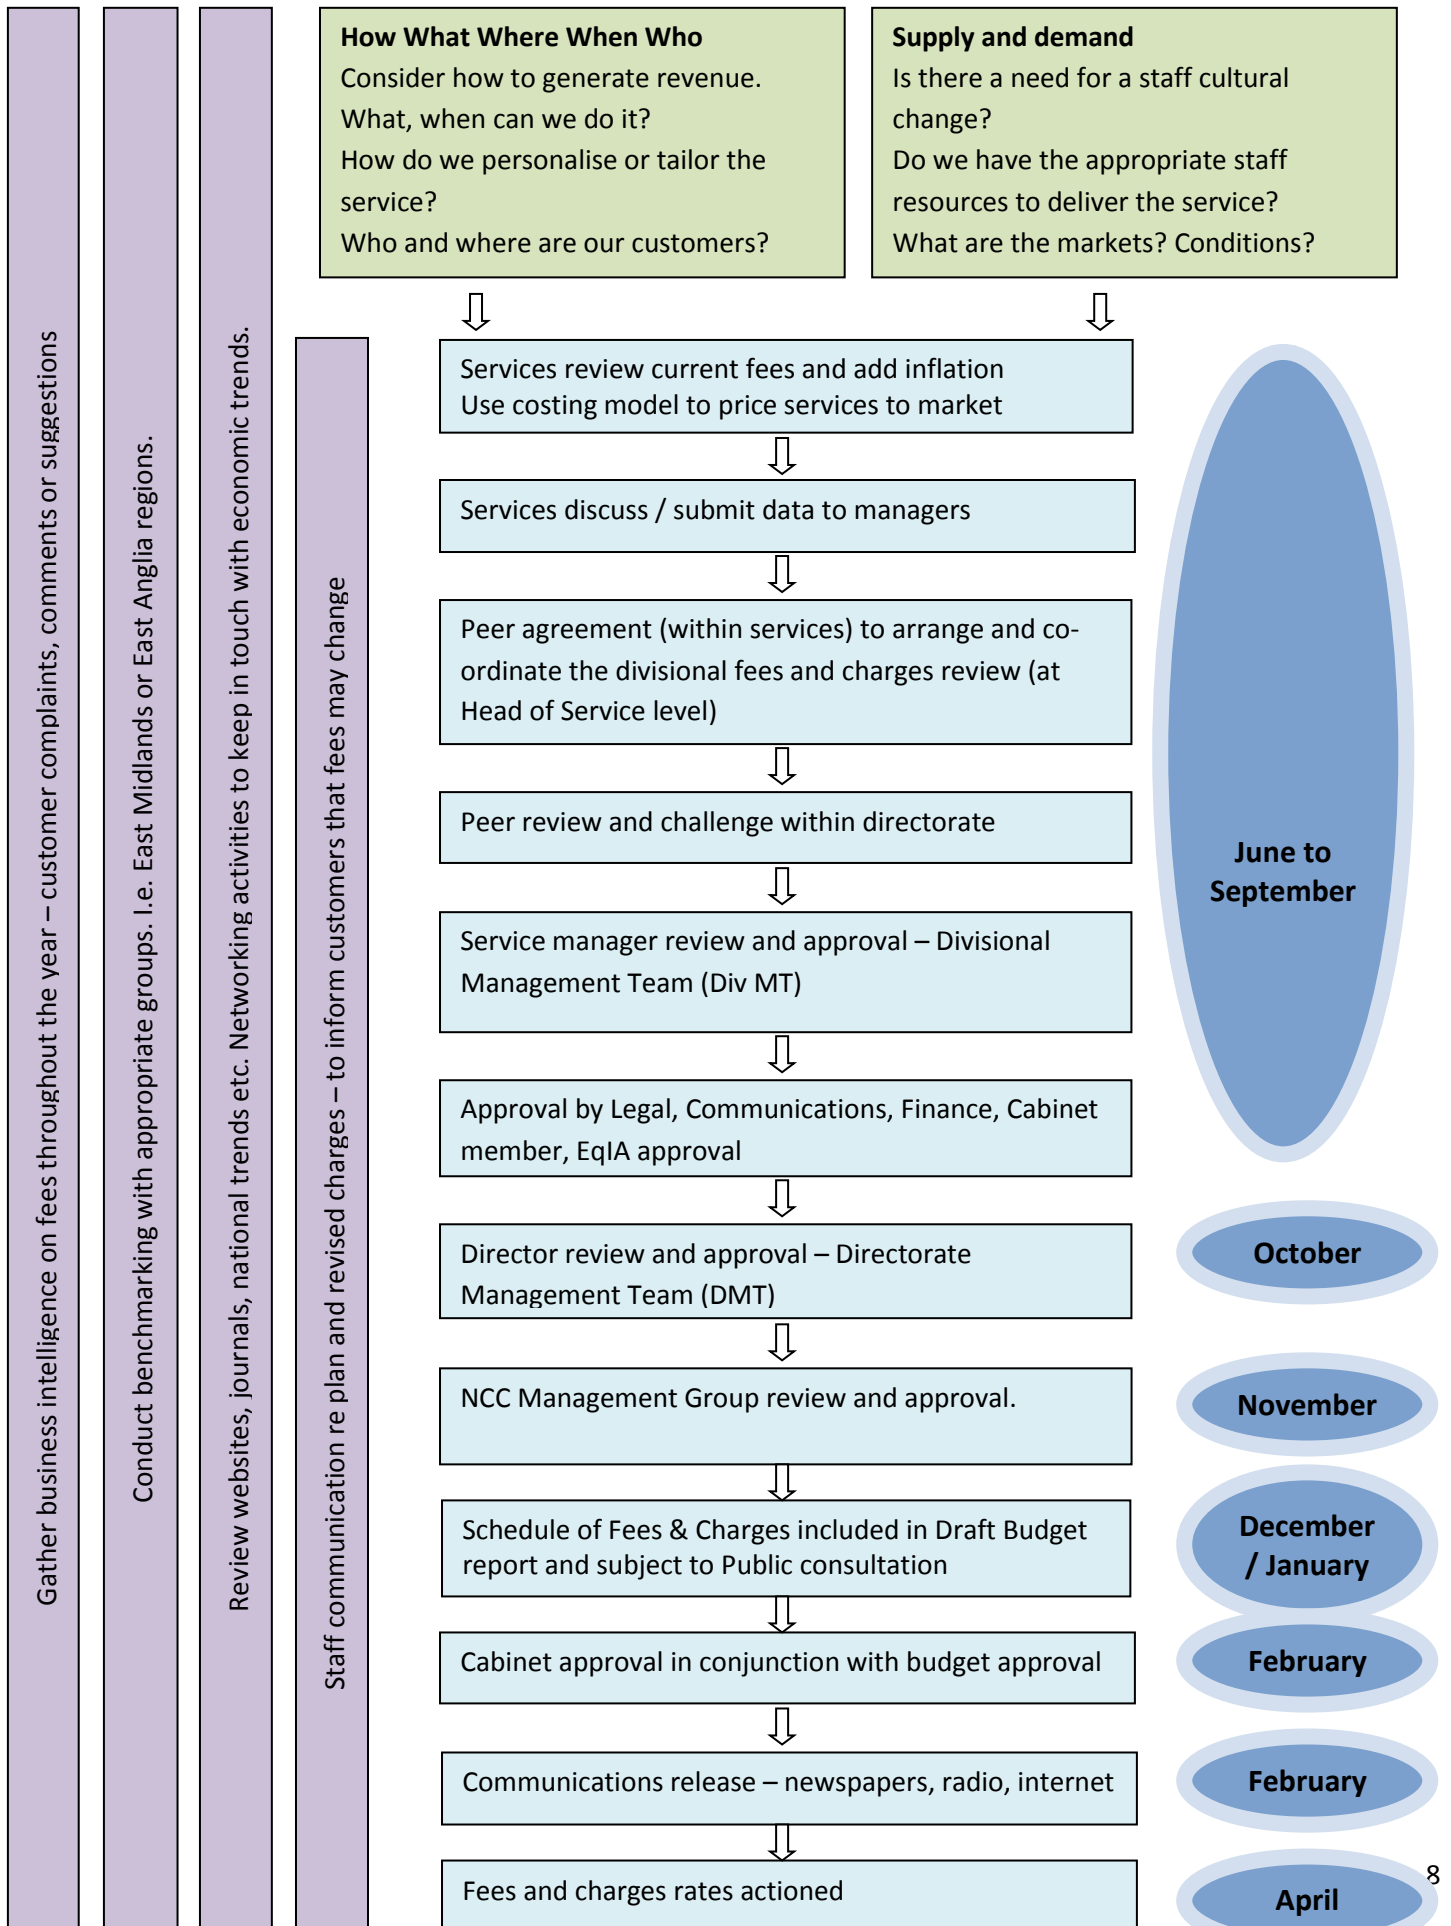 How What Where When Who
Consider how to generate revenue.
What, when can we do it?
How do we personalise or tailor the
service?
Who and where are our customers?
Supply and demand
Is there a need for a staff cultural
change?
Do we have the appropriate staff
resources to deliver the service?
What are the markets? Conditions?
Gather business intelligence on fees throughout the year – customer complaints, comments or suggestions
Conduct benchmarking with appropriate groups. I.e. East Midlands or East Anglia regions.
Review websites, journals, national trends etc. Networking activities to keep in touch with economic trends.
Staff communication re plan and revised charges – to inform customers that fees may change
Services review current fees and add inflation
Use costing model to price services to market
Services discuss / submit data to managers
Peer agreement (within services) to arrange and co-
ordinate the divisional fees and charges review (at
Head of Service level)
Peer review and challenge within directorate
Service manager review and approval – Divisional
Management Team (Div MT)
Approval by Legal, Communications, Finance, Cabinet
member, EqIA approval
June to
September
Director review and approval – Directorate
Management Team (DMT)
October
NCC Management Group review and approval.
November
Schedule of Fees & Charges included in Draft Budget
report and subject to Public consultation
December
/ January
Cabinet approval in conjunction with budget approval
February
Communications release – newspapers, radio, internet
February
Fees and charges rates actioned
April
8